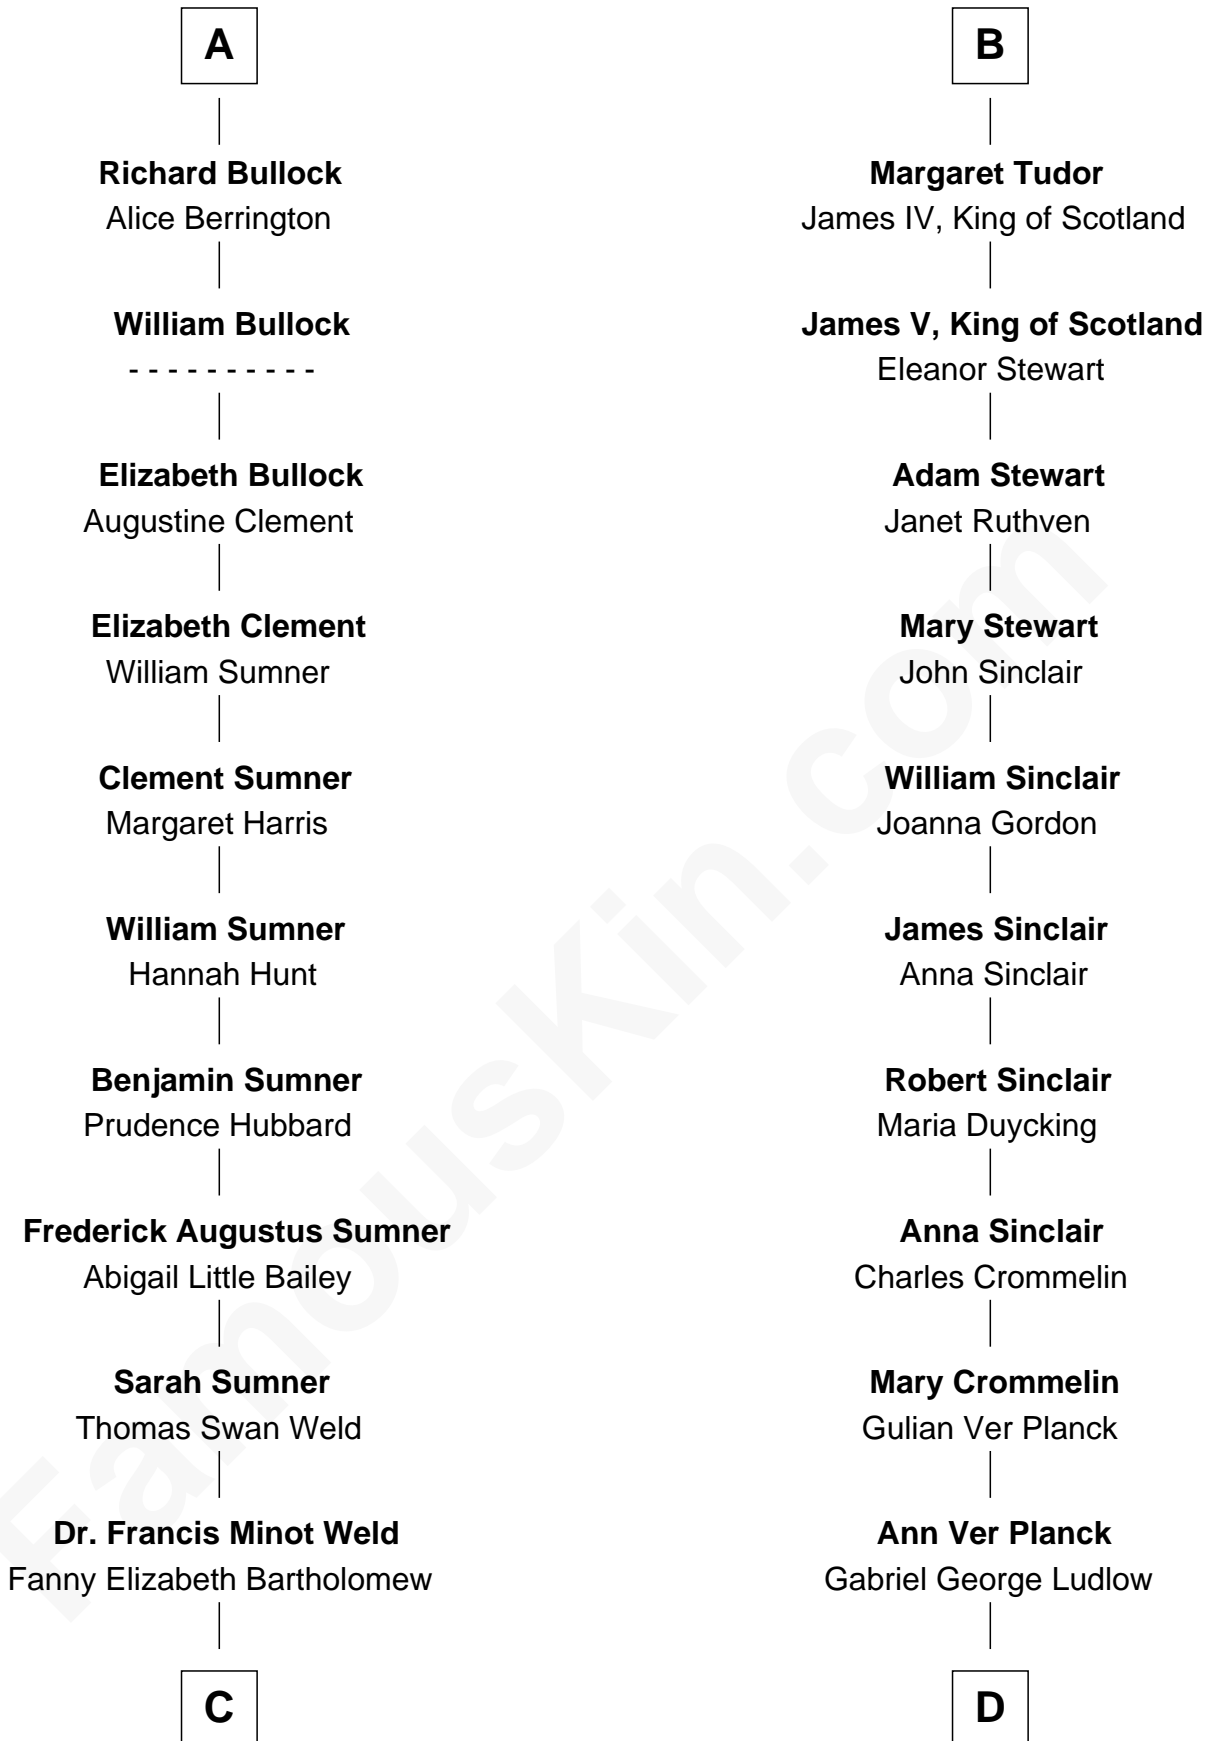 A
Richard Bullock
Alice Berrington
William Bullock
- - - - - - - - - -
Elizabeth Bullock
Augustine Clement
Elizabeth Clement
William Sumner
Clement Sumner
Margaret Harris
William Sumner
Hannah Hunt
Benjamin Sumner
Prudence Hubbard
Frederick Augustus Sumner
Abigail Little Bailey
Sarah Sumner
Thomas Swan Weld
Dr. Francis Minot Weld
Fanny Elizabeth Bartholomew
C
B
Margaret Tudor
James IV, King of Scotland
James V, King of Scotland
Eleanor Stewart
Adam Stewart
Janet Ruthven
Mary Stewart
John Sinclair
William Sinclair
Joanna Gordon
James Sinclair
Anna Sinclair
Robert Sinclair
Maria Duycking
Anna Sinclair
Charles Crommelin
Mary Crommelin
Gulian Ver Planck
Ann Ver Planck
Gabriel George Ludlow
D
FamousKin.com